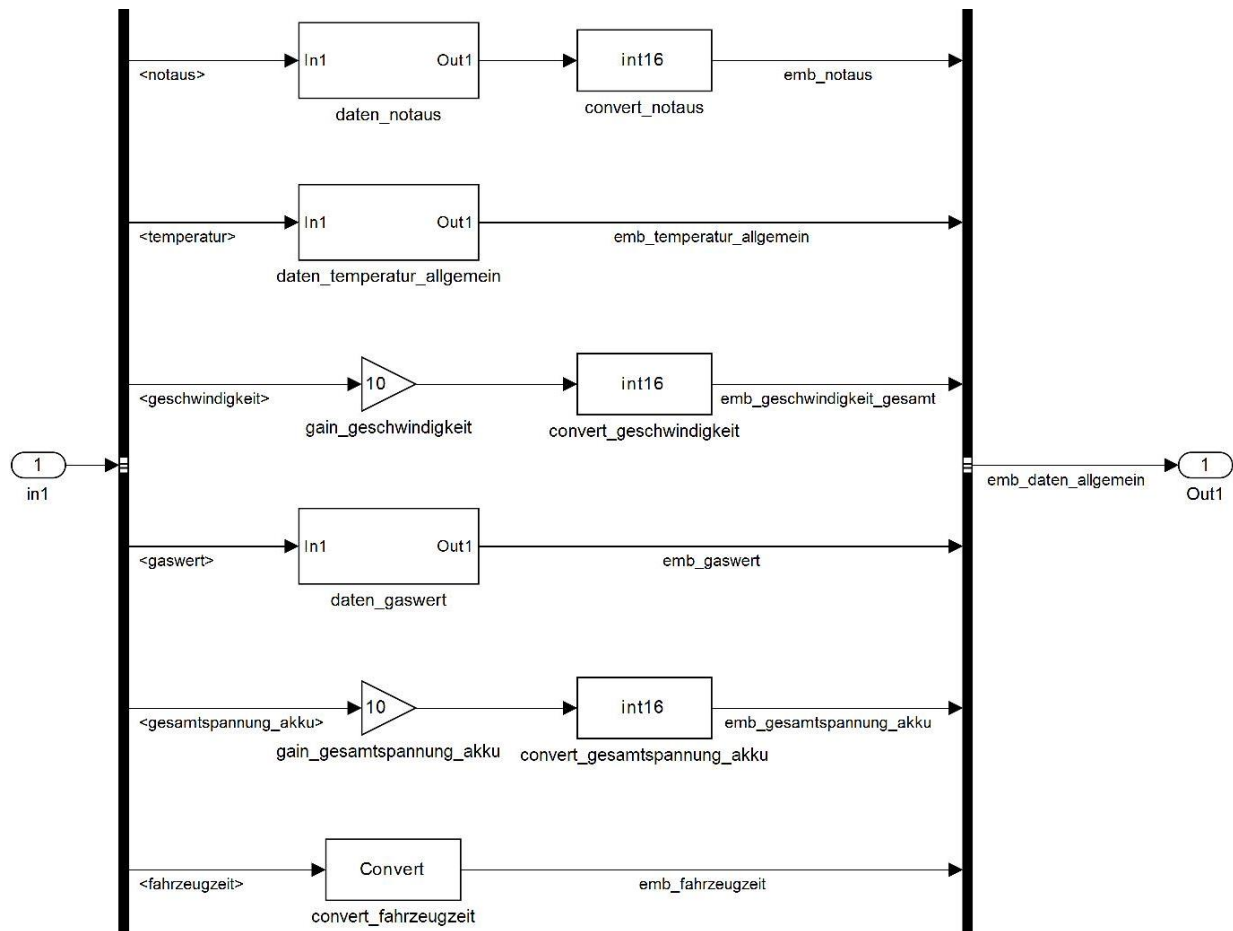 In1 Out1 int16
<notaus> emb_notaus
daten_notaus convert_notaus
In1 Out1
<temperatur> emb_temperatur_allgemein
daten_temperatur_allgemein
10 int16
<geschwindigkeit> emb_geschwindigkeit_gesamt
gain_geschwindigkeit convert_geschwindigkeit
1 1
in1 emb_daten_allgemein Out1
In1 Out1
<gaswert> emb_gaswert
daten_gaswert
10 int16
<gesamtspannung_akku> emb_gesamtspannung_akku
gain_gesamtspannung_akku convert_gesamtspannung_akku
Convert
<fahrzeugzeit> emb_fahrzeugzeit
convert_fahrzeugzeit